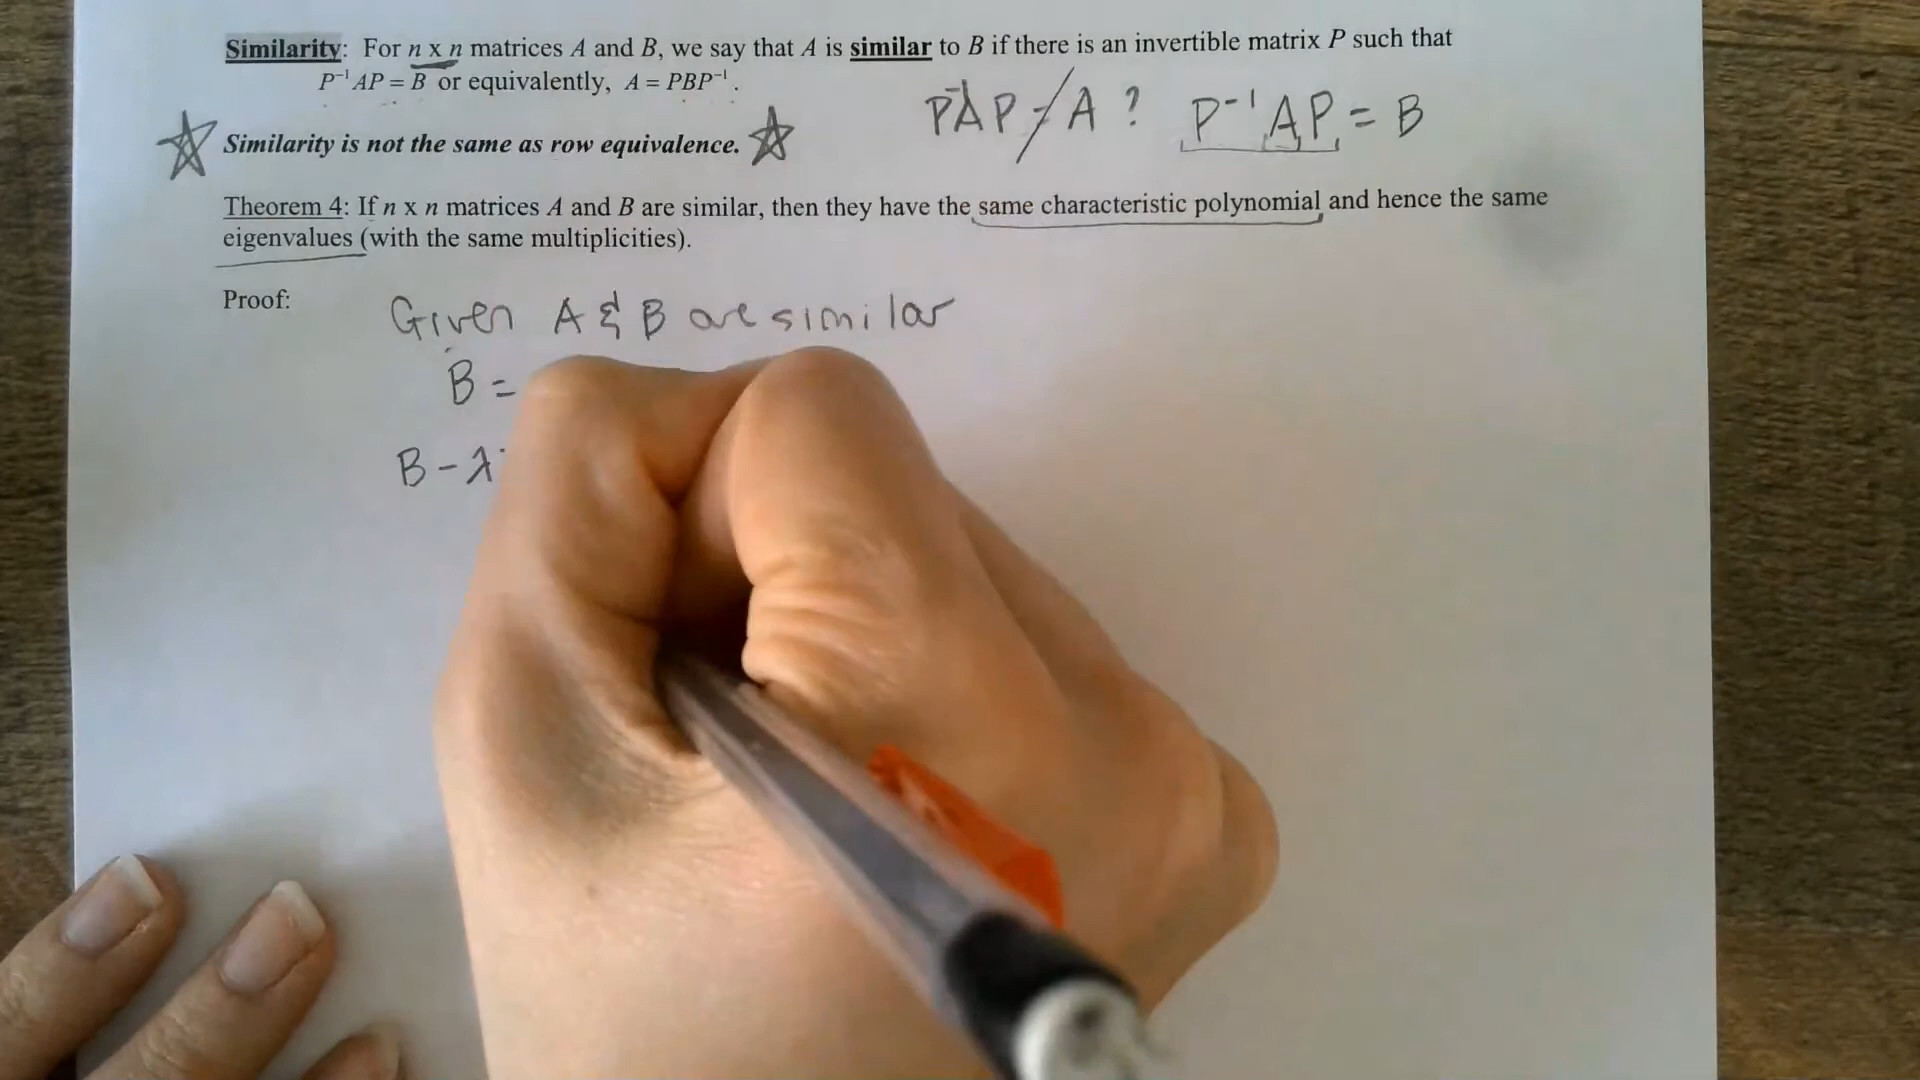 Similarity: For n x n matrices A and B, we say that A is similar to B if there is an invertible matrix P such that
P⁻¹AP = B or equivalently, A = PBP⁻¹.
P⁻¹AP ≠ A ? P⁻¹AP = B
Similarity is not the same as row equivalence.
Theorem 4: If n x n matrices A and B are similar, then they have the same characteristic polynomial and hence the same
eigenvalues (with the same multiplicities).
Proof: Given A & B are similar
B =
B - λ